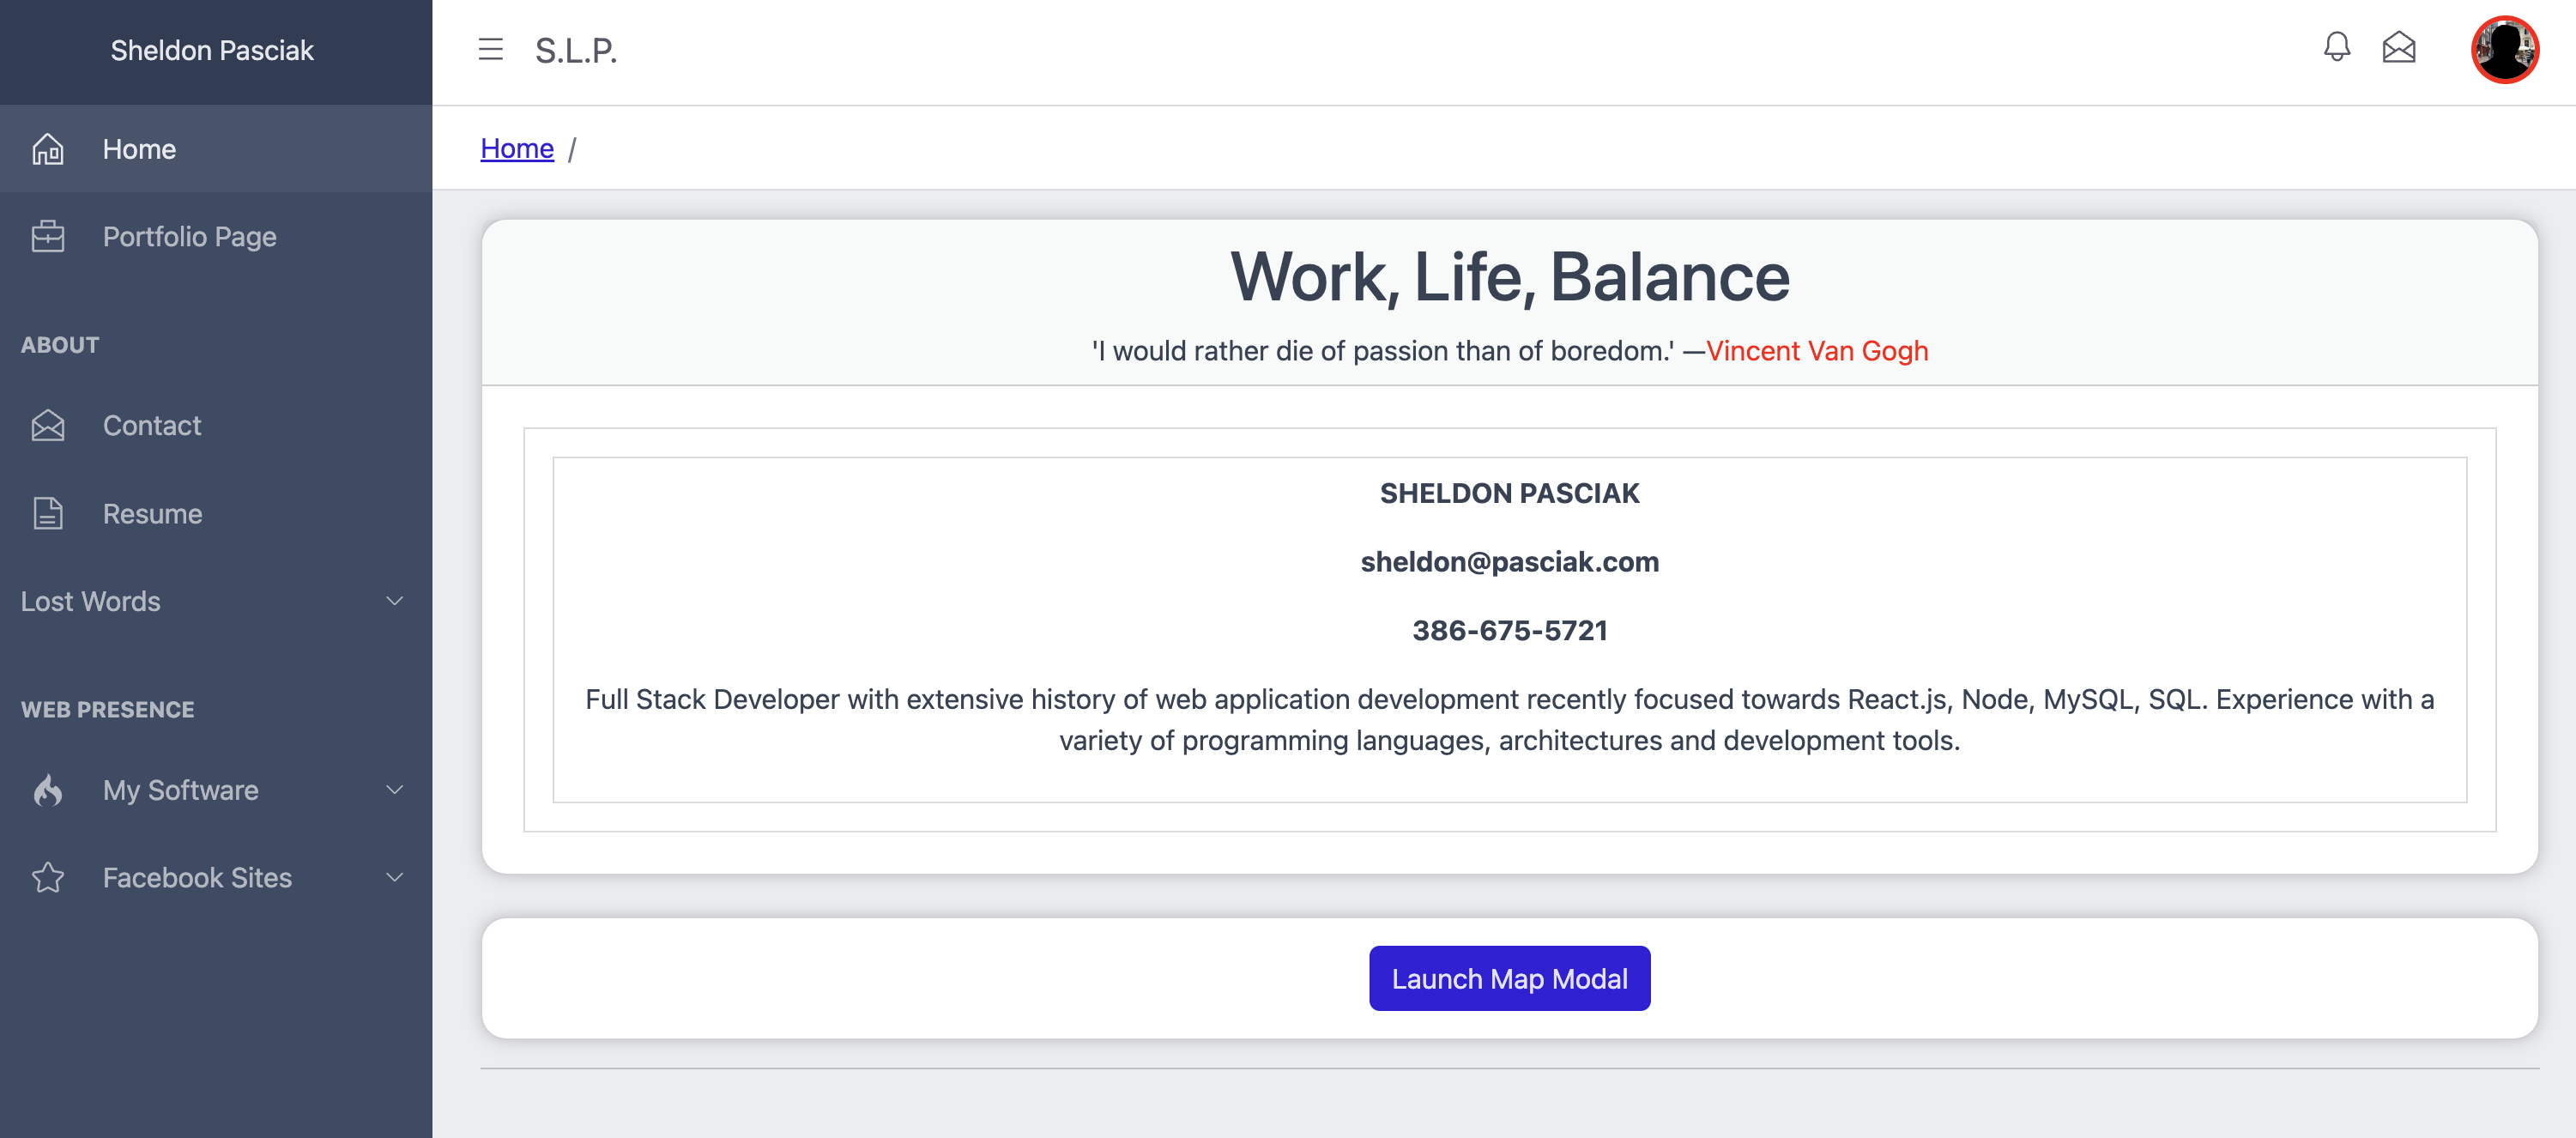 Sheldon Pasciak
S.L.P.
Home
Portfolio Page
ABOUT
Contact
Resume
Lost Words
WEB PRESENCE
My Software
Facebook Sites
Home /
Work, Life, Balance
'I would rather die of passion than of boredom.' —Vincent Van Gogh
SHELDON PASCIAK
sheldon@pasciak.com
386-675-5721
Full Stack Developer with extensive history of web application development recently focused towards React.js, Node, MySQL, SQL. Experience with a
variety of programming languages, architectures and development tools.
Launch Map Modal